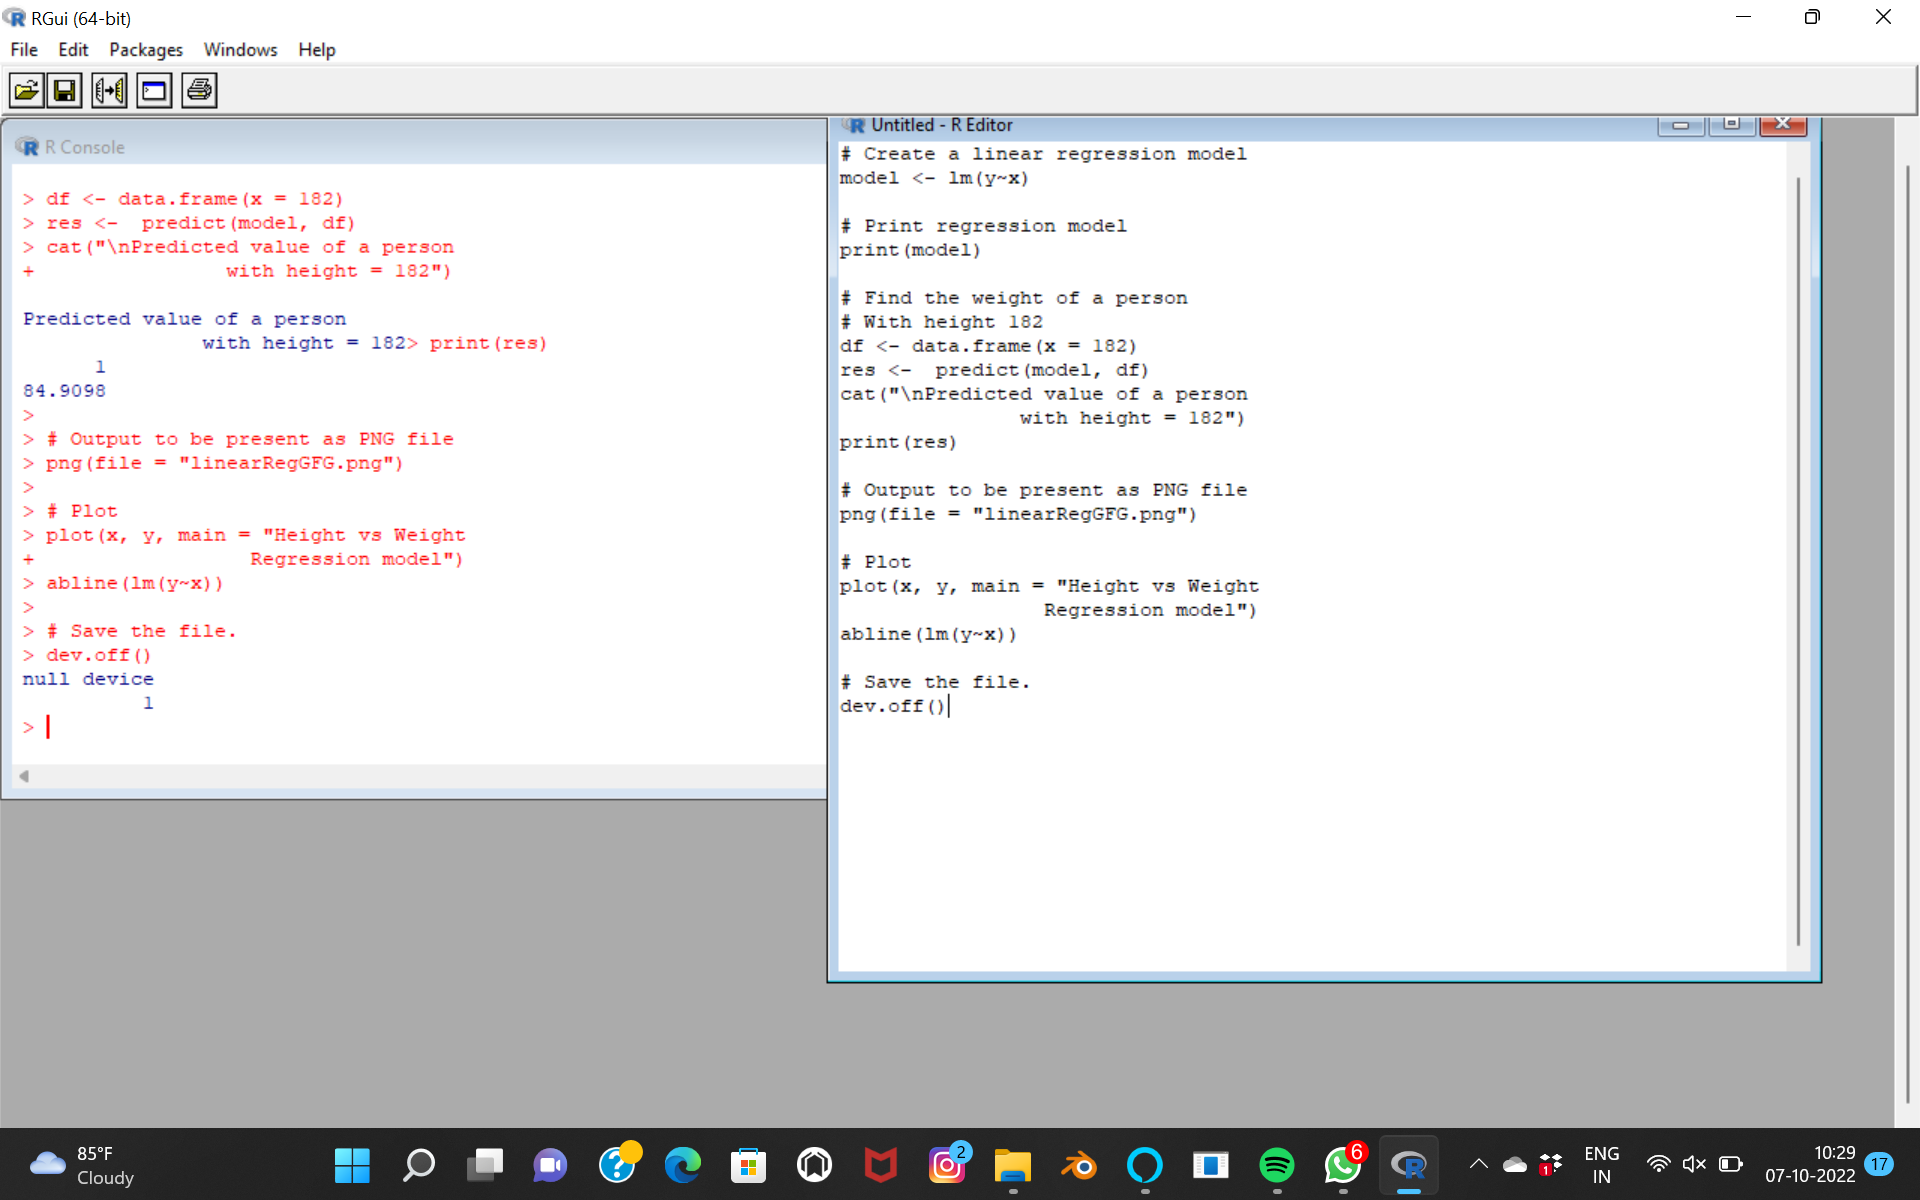 RGui (64-bit)
File Edit Packages Windows Help
R Console
> df <- data.frame(x = 182)
> res <-  predict(model, df)
> cat("\nPredicted value of a person
+                with height = 182")

Predicted value of a person
               with height = 182> print(res)
      1
84.9098
>
> # Output to be present as PNG file
> png(file = "linearRegGFG.png")
>
> # Plot
> plot(x, y, main = "Height vs Weight
+                  Regression model")
> abline(lm(y~x))
>
> # Save the file.
> dev.off()
null device
          1
>
Untitled - R Editor
# Create a linear regression model
model <- lm(y~x)

# Print regression model
print(model)

# Find the weight of a person
# With height 182
df <- data.frame(x = 182)
res <-  predict(model, df)
cat("\nPredicted value of a person
               with height = 182")
print(res)

# Output to be present as PNG file
png(file = "linearRegGFG.png")

# Plot
plot(x, y, main = "Height vs Weight
                 Regression model")
abline(lm(y~x))

# Save the file.
dev.off()
85°F
Cloudy
2
6
1
ENG
IN
10:29
07-10-2022
17